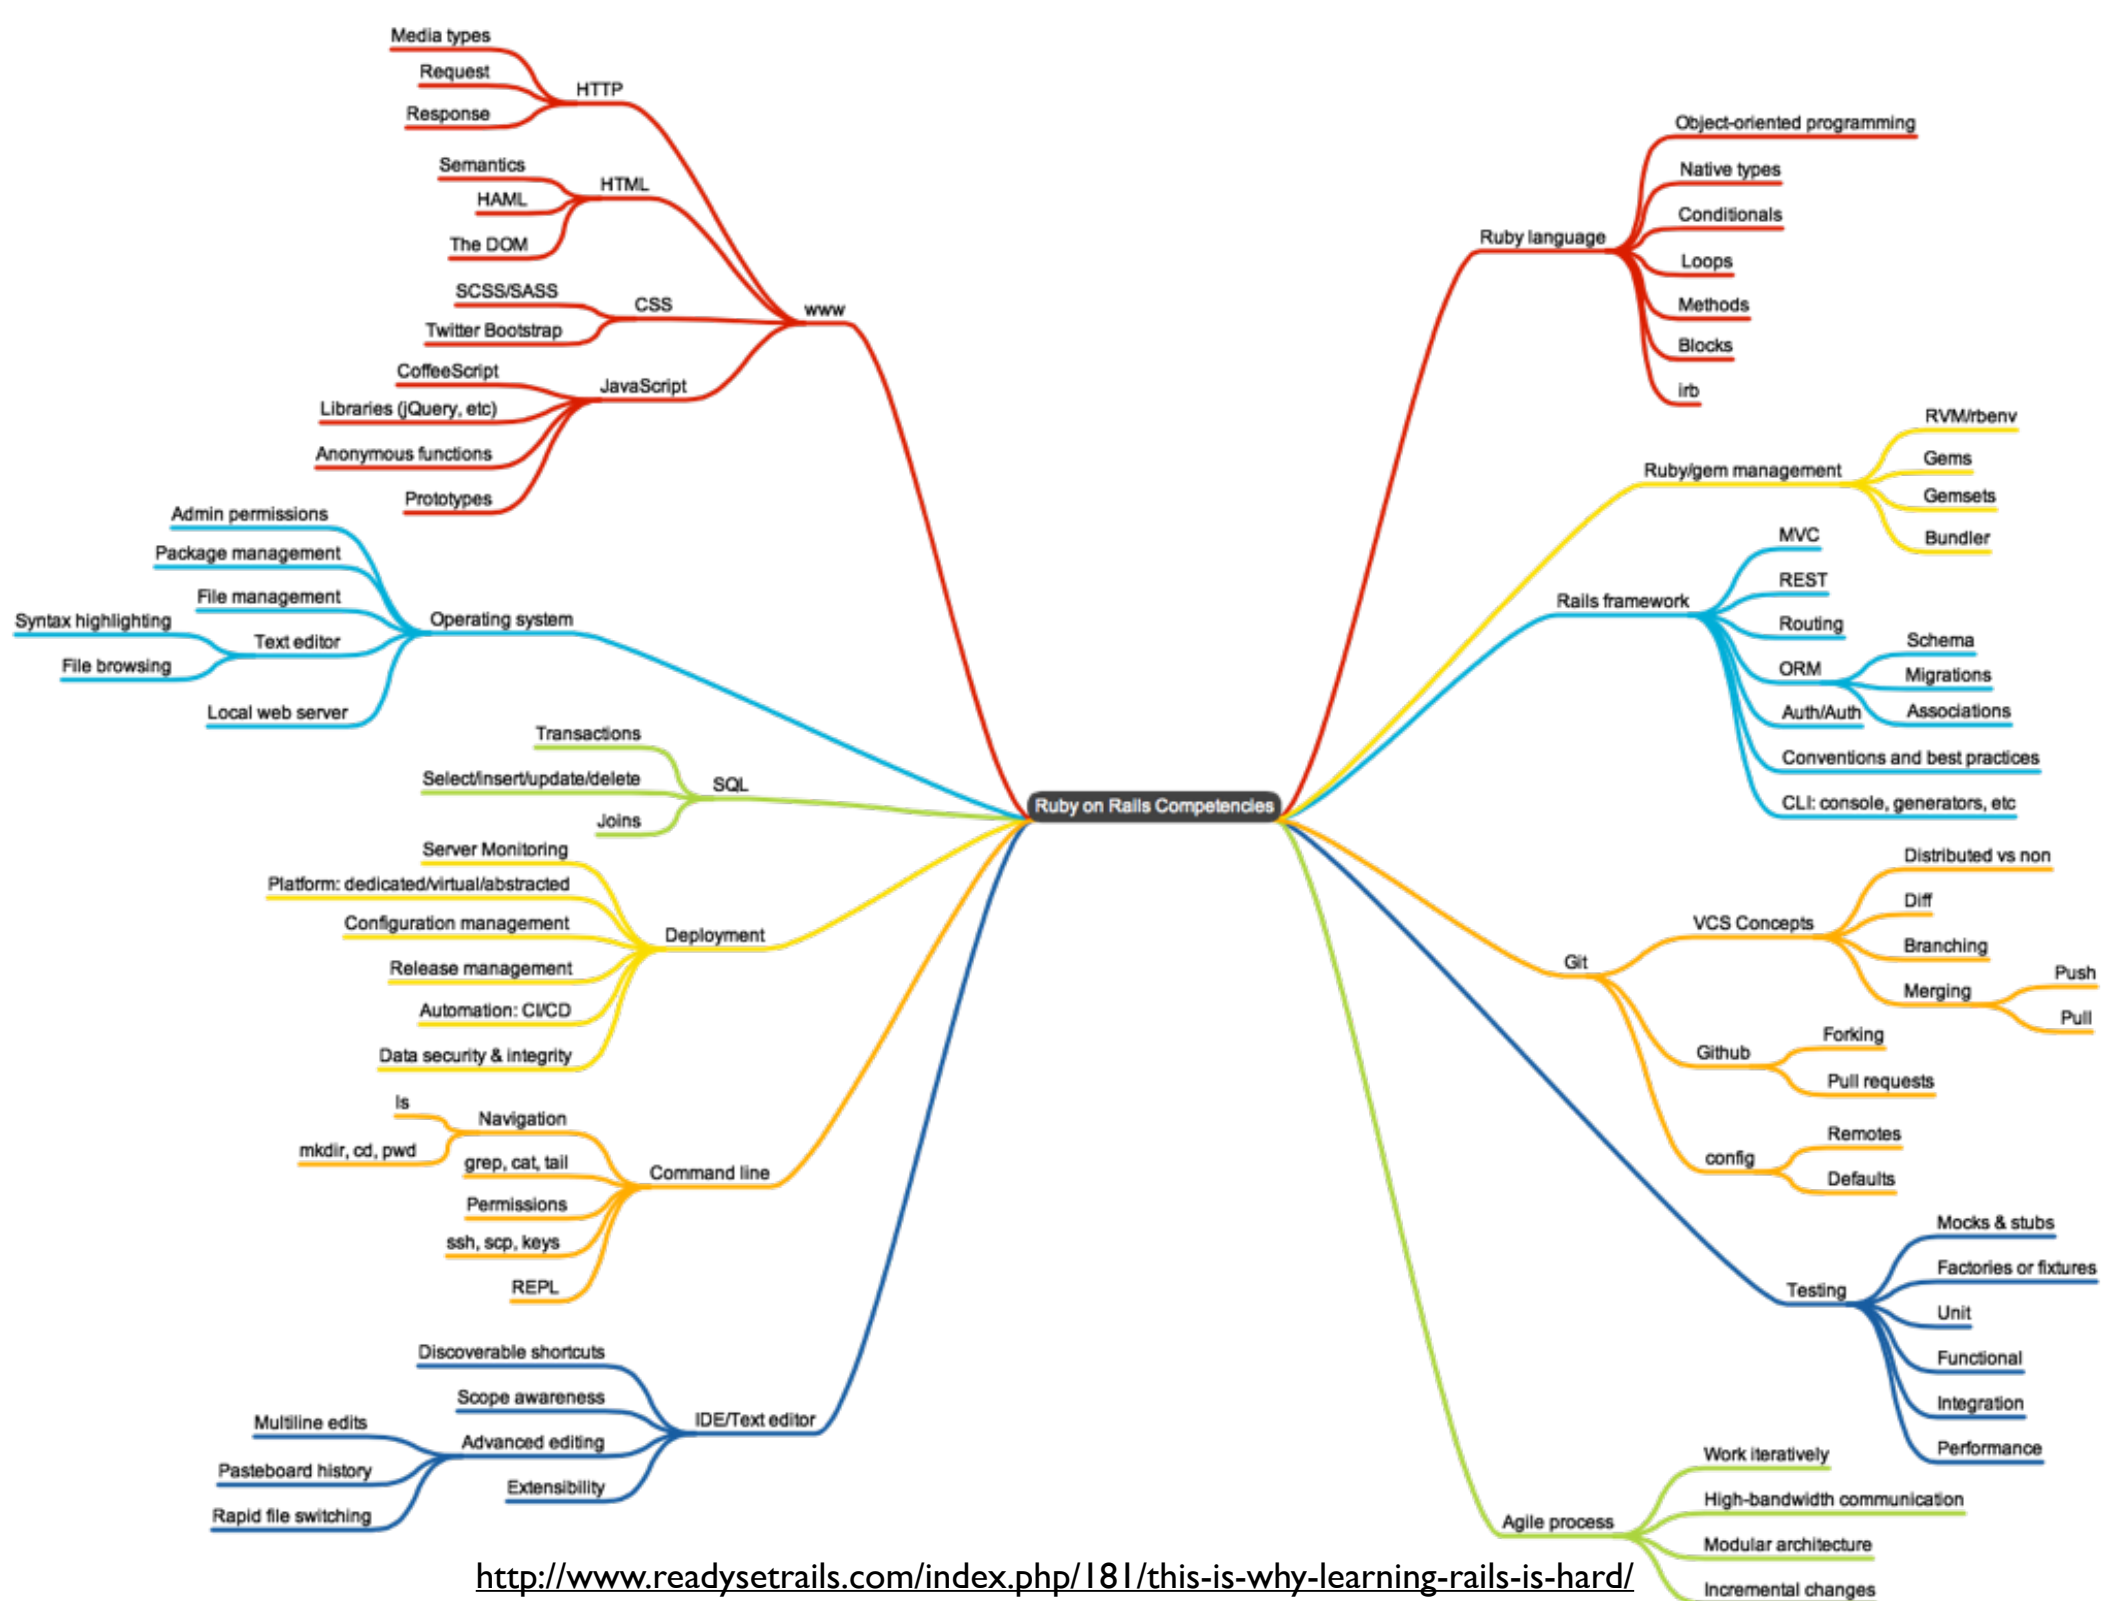 Media types
Request
Response
HTTP
Semantics
HAML
The DOM
HTML
SCSS/SASS
Twitter Bootstrap
CSS
CoffeeScript
Libraries (jQuery, etc)
Anonymous functions
Prototypes
JavaScript
www
Admin permissions
Package management
File management
Syntax highlighting
File browsing
Text editor
Local web server
Operating system
Transactions
Select/insert/update/delete
Joins
SQL
Server Monitoring
Platform: dedicated/virtual/abstracted
Configuration management
Release management
Automation: CI/CD
Data security & integrity
Deployment
ls
mkdir, cd, pwd
Navigation
grep, cat, tail
Permissions
ssh, scp, keys
REPL
Command line
Discoverable shortcuts
Scope awareness
Multiline edits
Pasteboard history
Rapid file switching
Advanced editing
Extensibility
IDE/Text editor
Ruby on Rails Competencies
Ruby language
Object-oriented programming
Native types
Conditionals
Loops
Methods
Blocks
irb
Ruby/gem management
RVM/rbenv
Gems
Gemsets
Bundler
Rails framework
MVC
REST
Routing
ORM
Schema
Migrations
Associations
Auth/Auth
Conventions and best practices
CLI: console, generators, etc
Git
VCS Concepts
Distributed vs non
Diff
Branching
Merging
Push
Pull
Github
Forking
Pull requests
config
Remotes
Defaults
Testing
Mocks & stubs
Factories or fixtures
Unit
Functional
Integration
Performance
Agile process
Work iteratively
High-bandwidth communication
Modular architecture
Incremental changes
http://www.readysetrails.com/index.php/181/this-is-why-learning-rails-is-hard/